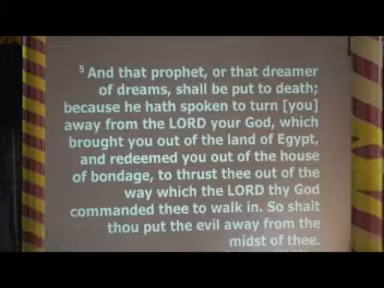 5 And that prophet, or that dreamer
of dreams, shall be put to death;
because he hath spoken to turn [you]
away from the LORD your God, which
brought you out of the land of Egypt,
and redeemed you out of the house
of bondage, to thrust thee out of the
way which the LORD thy God
commanded thee to walk in. So shalt
thou put the evil away from the
midst of thee.